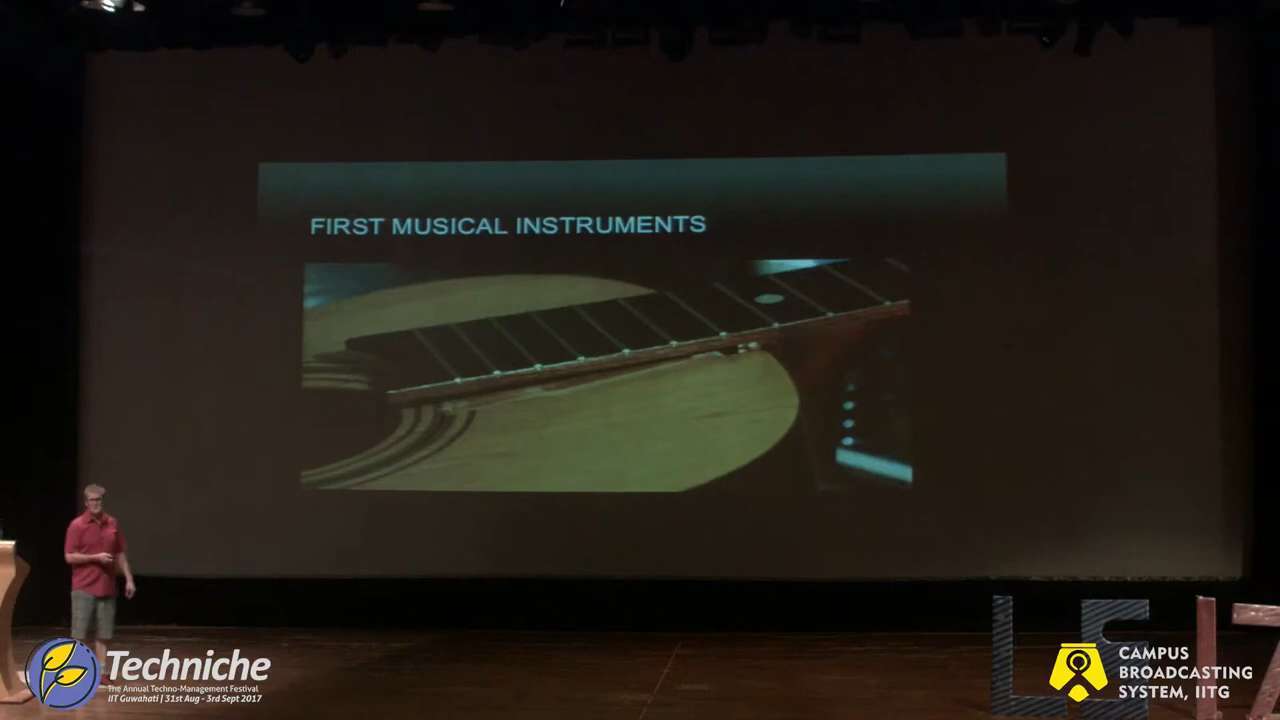 FIRST MUSICAL INSTRUMENTS
Techniche
The Annual Techno-Management Festival
IIT Guwahati | 31st Aug - 3rd Sept 2017
CAMPUS
BROADCASTING
SYSTEM, IITG